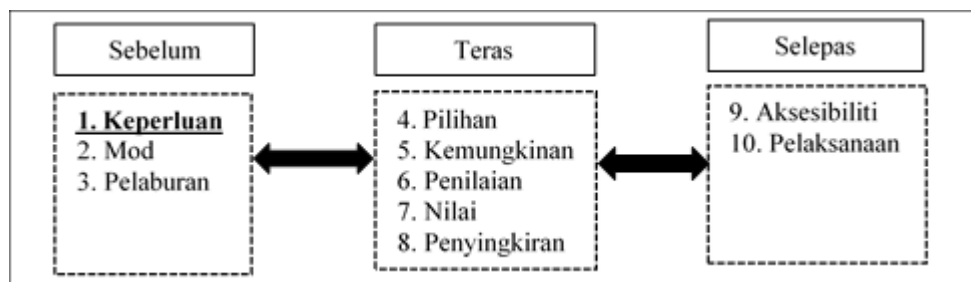 Sebelum
1. Keperluan
2. Mod
3. Pelaburan
Teras
4. Pilihan
5. Kemungkinan
6. Penilaian
7. Nilai
8. Penyingkiran
Selepas
9. Aksesibiliti
10. Pelaksanaan